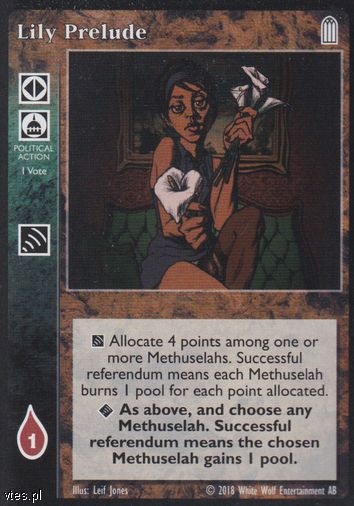 Lily Prelude
POLITICAL
ACTION
1 Vote
1
Allocate 4 points among one or
more Methuselahs. Successful
referendum means each Methuselah
burns 1 pool for each point allocated.
As above, and choose any
Methuselah. Successful
referendum means the chosen
Methuselah gains 1 pool.
Illus: Leif Jones
© 2018 White Wolf Entertainment AB
vtes.pl